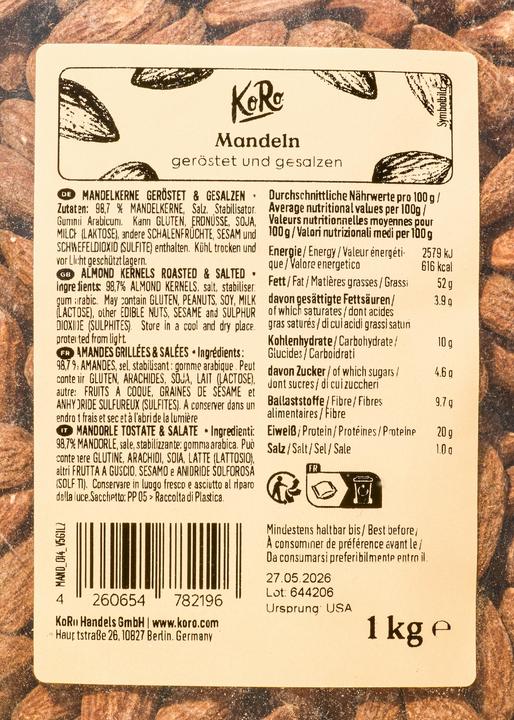 KoRo
Symbolbild
Mandeln
geröstet und gesalzen
DE MANDELKERNE GERÖSTET & GESALZEN •
Zutaten: 98,7 % MANDELKERNE, Salz, Stabilisator:
Gummi Arabicum. Kann GLUTEN, ERDNÜSSE, SOJA,
MILCH (LAKTOSE), andere SCHALENFRÜCHTE, SESAM und
SCHWEFELDIOXID (SULFITE) enthalten. Kühl, trocken und
vor Licht geschützt lagern.
GB ALMOND KERNELS ROASTED & SALTED •
Ingredients: 98,7% ALMOND KERNELS, salt, stabiliser:
gum arabic. May contain GLUTEN, PEANUTS, SOY, MILK
(LACTOSE), other EDIBLE NUTS, SESAME and SULPHUR
DIOXIDE (SULPHITES). Store in a cool and dry place,
protected from light.
FR AMANDES GRILLÉES & SALÉES • Ingrédients:
98,7% AMANDES, sel, stabilisant : gomme arabique. Peut
contenir GLUTEN, ARACHIDES, SOJA, LAIT (LACTOSE),
autres FRUITS À COQUE, GRAINES DE SÉSAME et
ANHYDRIDE SULFUREUX (SULFITES). A conserver dans un
endroit frais et sec et à l'abri de la lumière
IT MANDORLE TOSTATE & SALATE • Ingredienti:
98,7% MANDORLE, sale, stabilizzante: gomma arabica. Può
contenere GLUTINE, ARACHIDI, SOIA, LATTE (LATTOSIO),
altri FRUTTA A GUSCIO, SESAMO e ANIDRIDE SOLFOROSA
(SOLFITI). Conservare in luogo fresco e asciutto al riparo
dalla luce.Sacchetto: PP 05 > Raccolta di Plastica.
Durchschnittliche Nährwerte pro 100 g /
Average nutritional values per 100g /
Valeurs nutritionnelles moyennes pour
100 g / Valori nutrizionali medi per 100 g
Energie / Energy / Valeur énergéti- 2579 kJ
que / Valore energetico 616 kcal
Fett / Fat / Matières grasses / Grassi 52 g
davon gesättigte Fettsäuren / 3.9 g
of which saturates / dont acides
gras saturés / di cui acidi grassi saturi
Kohlenhydrate / Carbohydrate / 10 g
Glucides / Carboidrati
davon Zucker / of which sugars / 4.6 g
dont sucres / di cui zuccheri
Ballaststoffe / Fibre / Fibres 9.7 g
alimentaires / Fibre
Eiweiß / Protein / Protéines / Proteine 20 g
Salz / Salt / Sel / Sale 1.0 g
FR
Mindestens haltbar bis / Best before /
À consommer de préférence avant le /
Da consumarsi preferibilmente entro il:
27.05.2026
Lot: 644206
Ursprung: USA
1 kg e
MAND_014_V561LZ
4 260654 782196
KoRo Handels GmbH | www.koro.com
Hauptstraße 26, 10827 Berlin, Germany